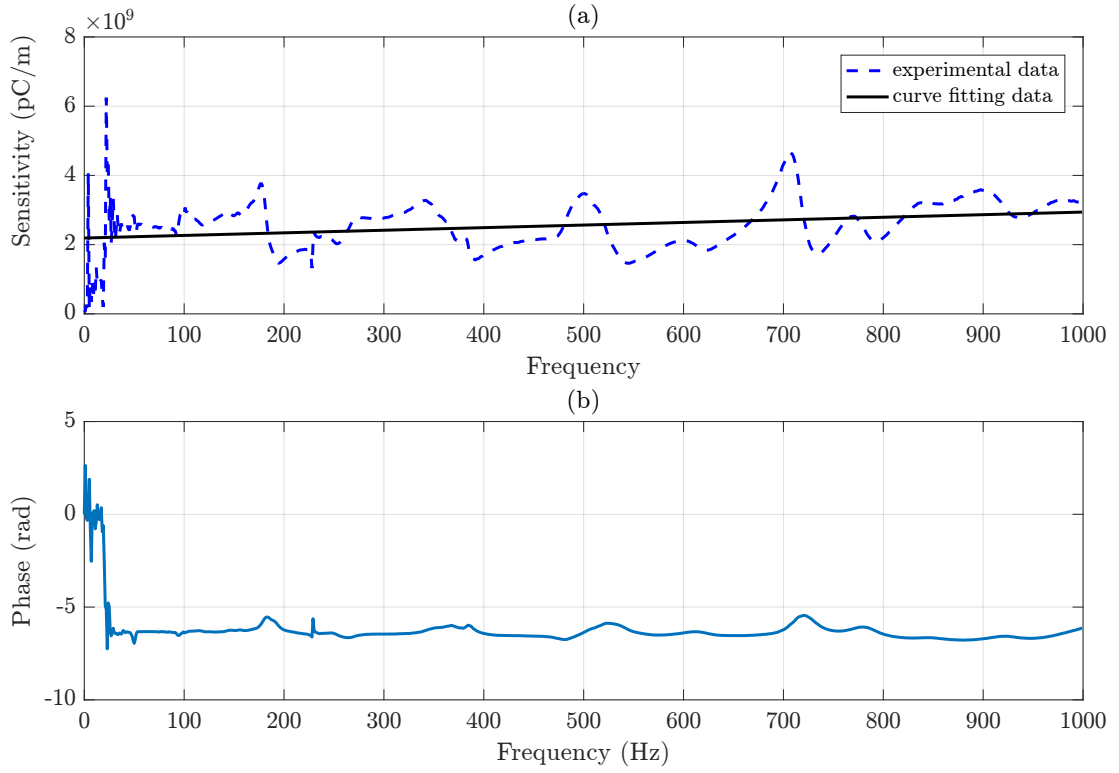 (a)
×10⁹
8
6
4
2
0
Sensitivity (pC/m)
experimental data
curve fitting data
0 100 200 300 400 500 600 700 800 900 1000
Frequency
(b)
5
0
-5
-10
Phase (rad)
0 100 200 300 400 500 600 700 800 900 1000
Frequency (Hz)